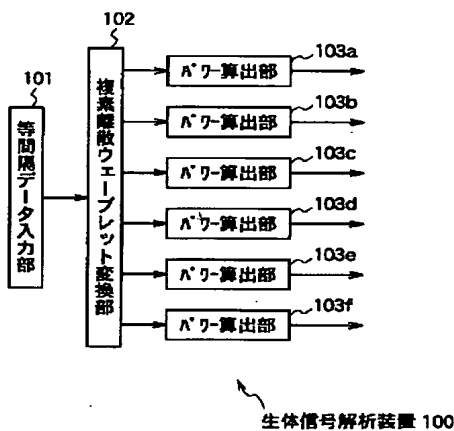 102
101
等間隔データ入力部
複素離散ウェーブレット変換部
103a
パワー算出部
103b
パワー算出部
103c
パワー算出部
103d
パワー算出部
103e
パワー算出部
103f
パワー算出部
生体信号解析装置 100